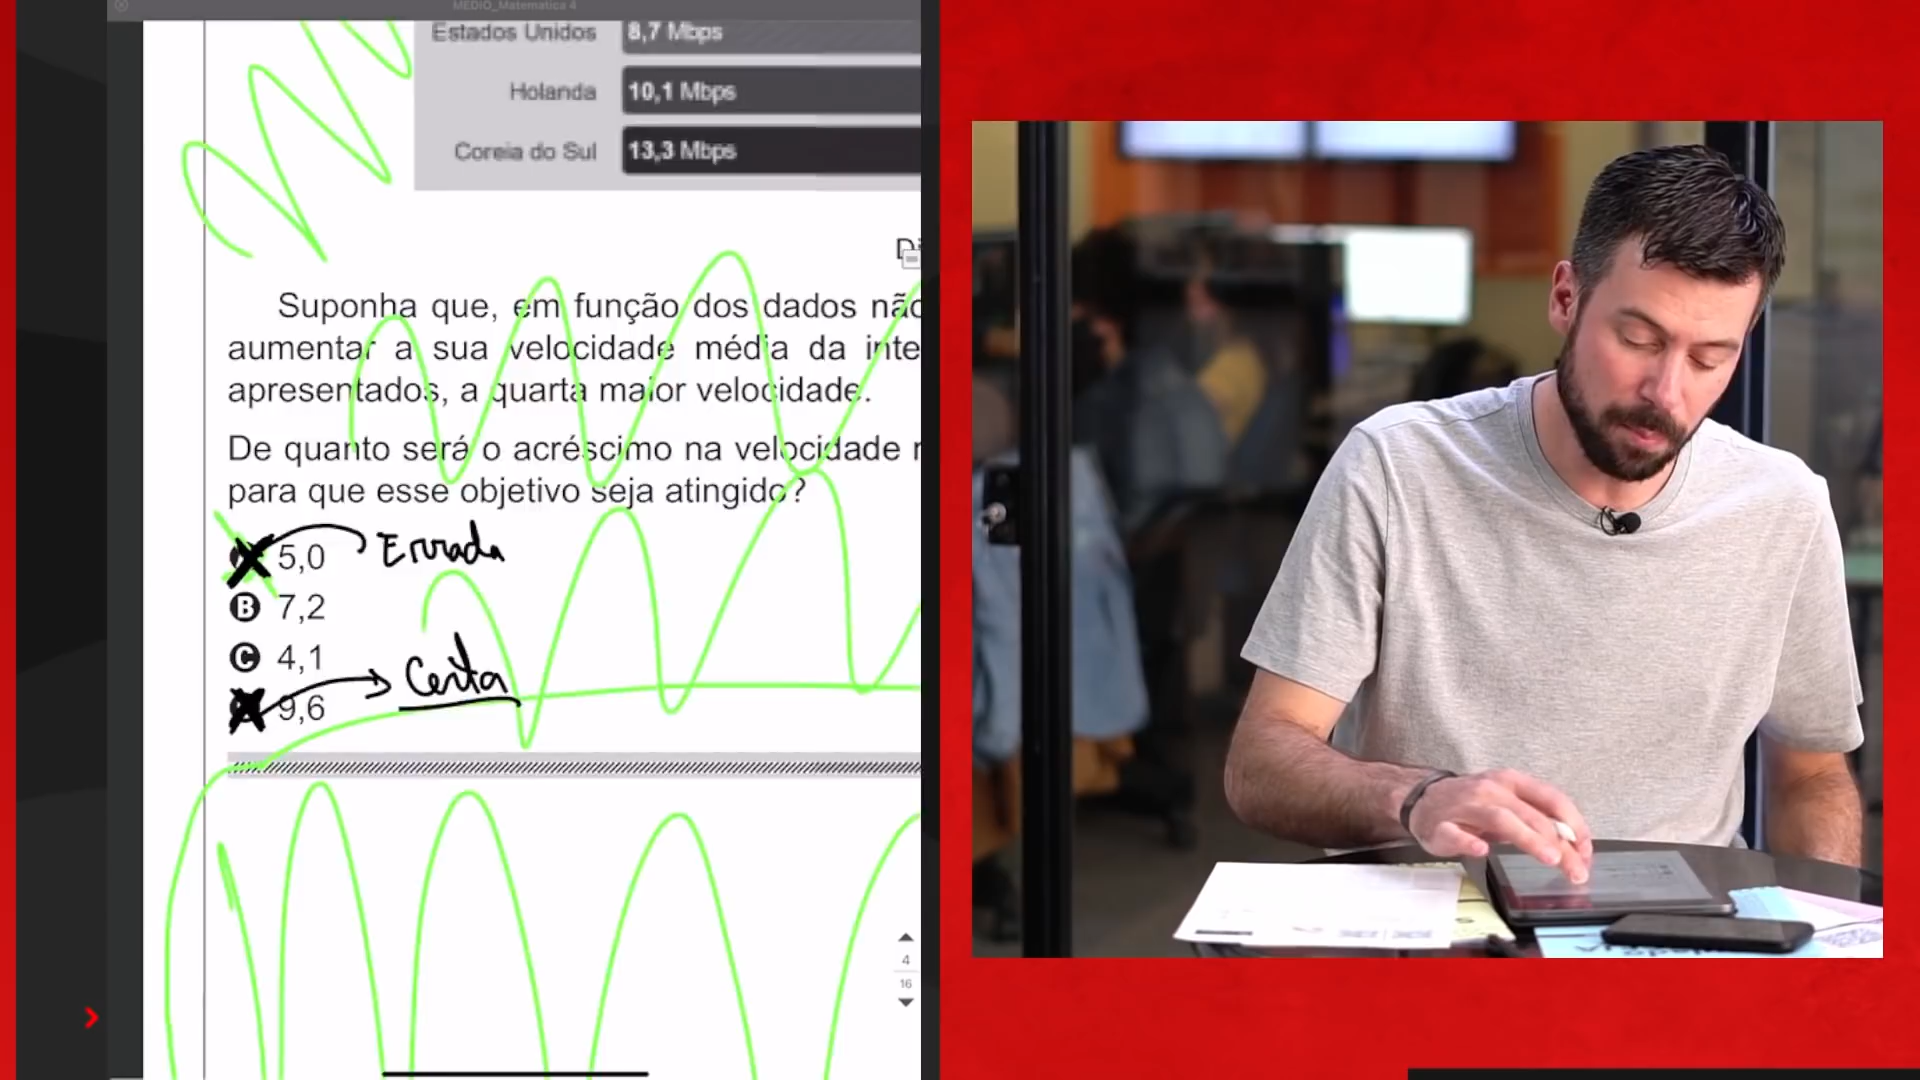 MEDIO_Matematica 4
Estados Unidos 8,7 Mbps
Holanda 10,1 Mbps
Coreia do Sul 13,3 Mbps
Suponha que, em função dos dados
aumentar a sua velocidade média da
apresentados, a quarta maior velocidade.
De quanto será o acréscimo na velocidade
para que esse objetivo seja atingido?
5,0 Errada
B 7,2
C 4,1
9,6 Certa
4
16